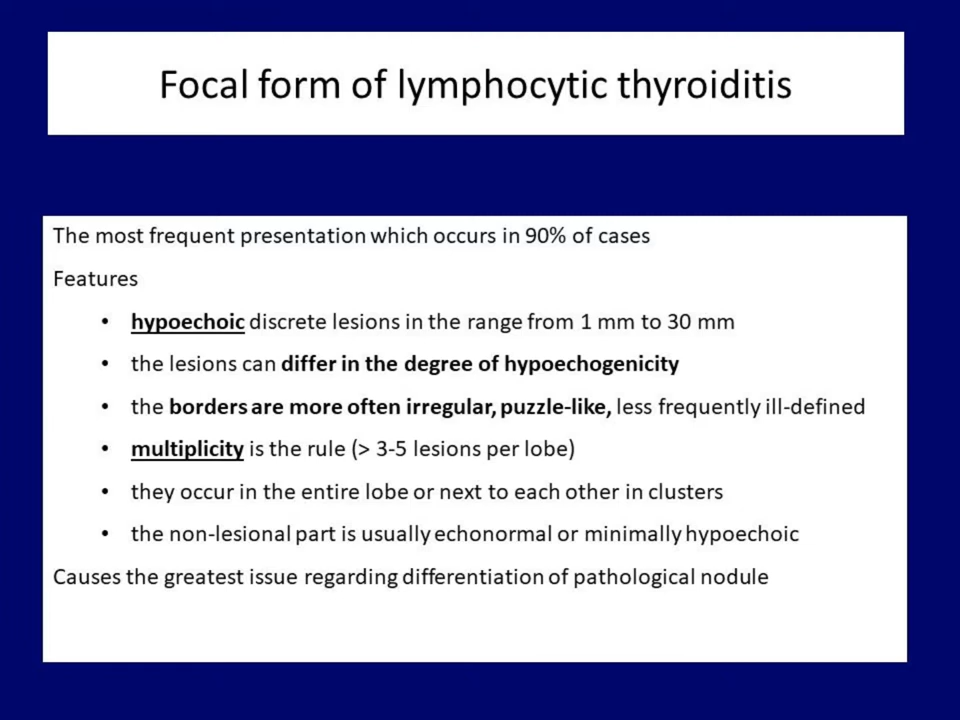 Focal form of lymphocytic thyroiditis
The most frequent presentation which occurs in 90% of cases
Features
• hypoechoic discrete lesions in the range from 1 mm to 30 mm
• the lesions can differ in the degree of hypoechogenicity
• the borders are more often irregular, puzzle-like, less frequently ill-defined
• multiplicity is the rule (> 3-5 lesions per lobe)
• they occur in the entire lobe or next to each other in clusters
• the non-lesional part is usually echonormal or minimally hypoechoic
Causes the greatest issue regarding differentiation of pathological nodule